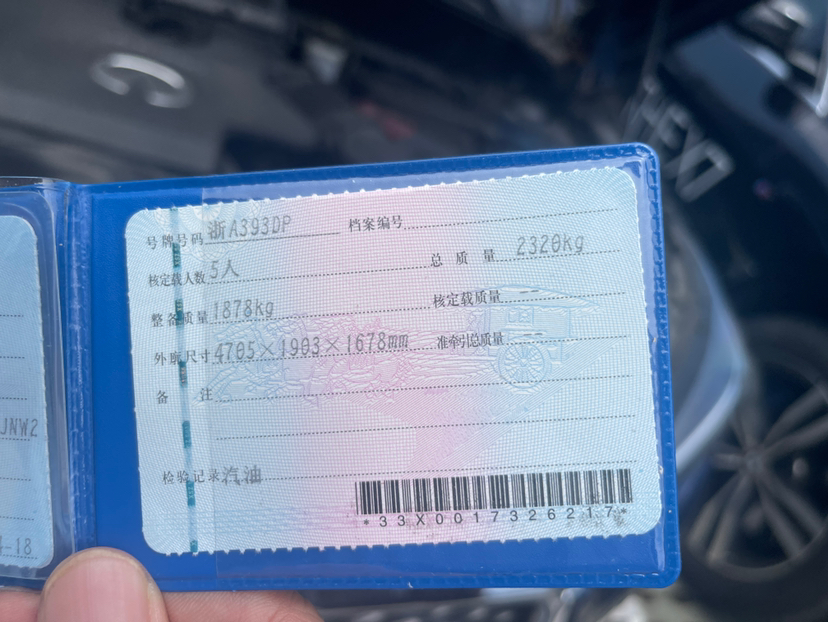 号牌号码 浙A393DP 档案编号
核定载人数 5人 总质量 2320kg
整备质量 1878kg 核定载质量 --
外廓尺寸 4705×1903×1678mm 准牵引总质量 --
备注
检验记录 汽油
*33X0017326217*
JNW2
-18